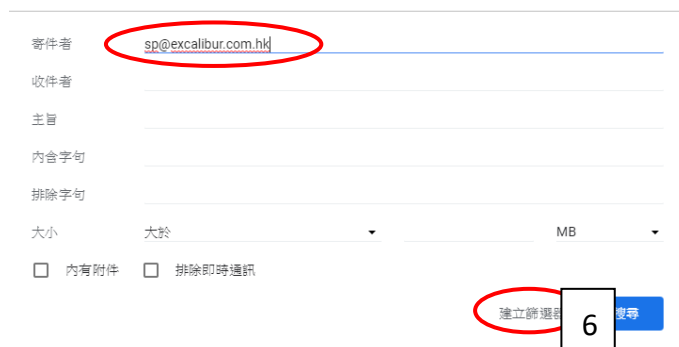 寄件者 sp@excalibur.com.hk
收件者
主旨
內含字句
排除字句
大小 大於 MB
內有附件 排除即時通訊
建立篩選 6 搜尋